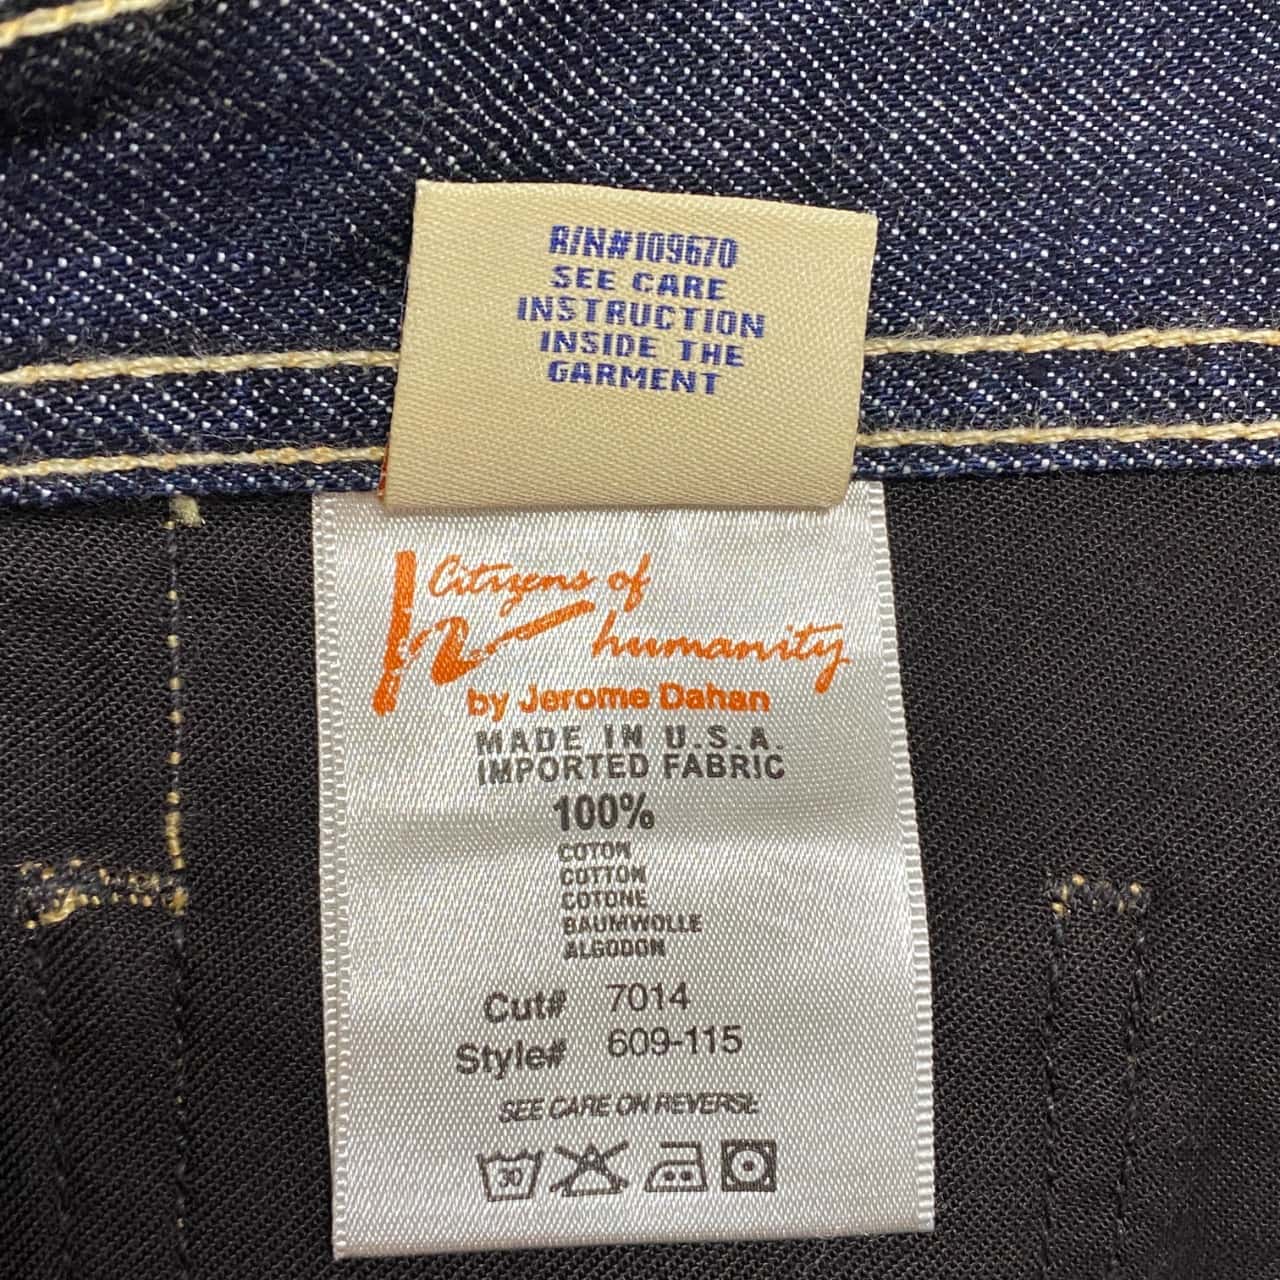 R/N#109670
SEE CARE
INSTRUCTION
INSIDE THE
GARMENT
Citizens of
humanity
by Jerome Dahan
MADE IN U.S.A.
IMPORTED FABRIC
100%
COTON
COTTON
COTONE
BAUMWOLLE
ALGODON
Cut# 7014
Style# 609-115
SEE CARE ON REVERSE
30